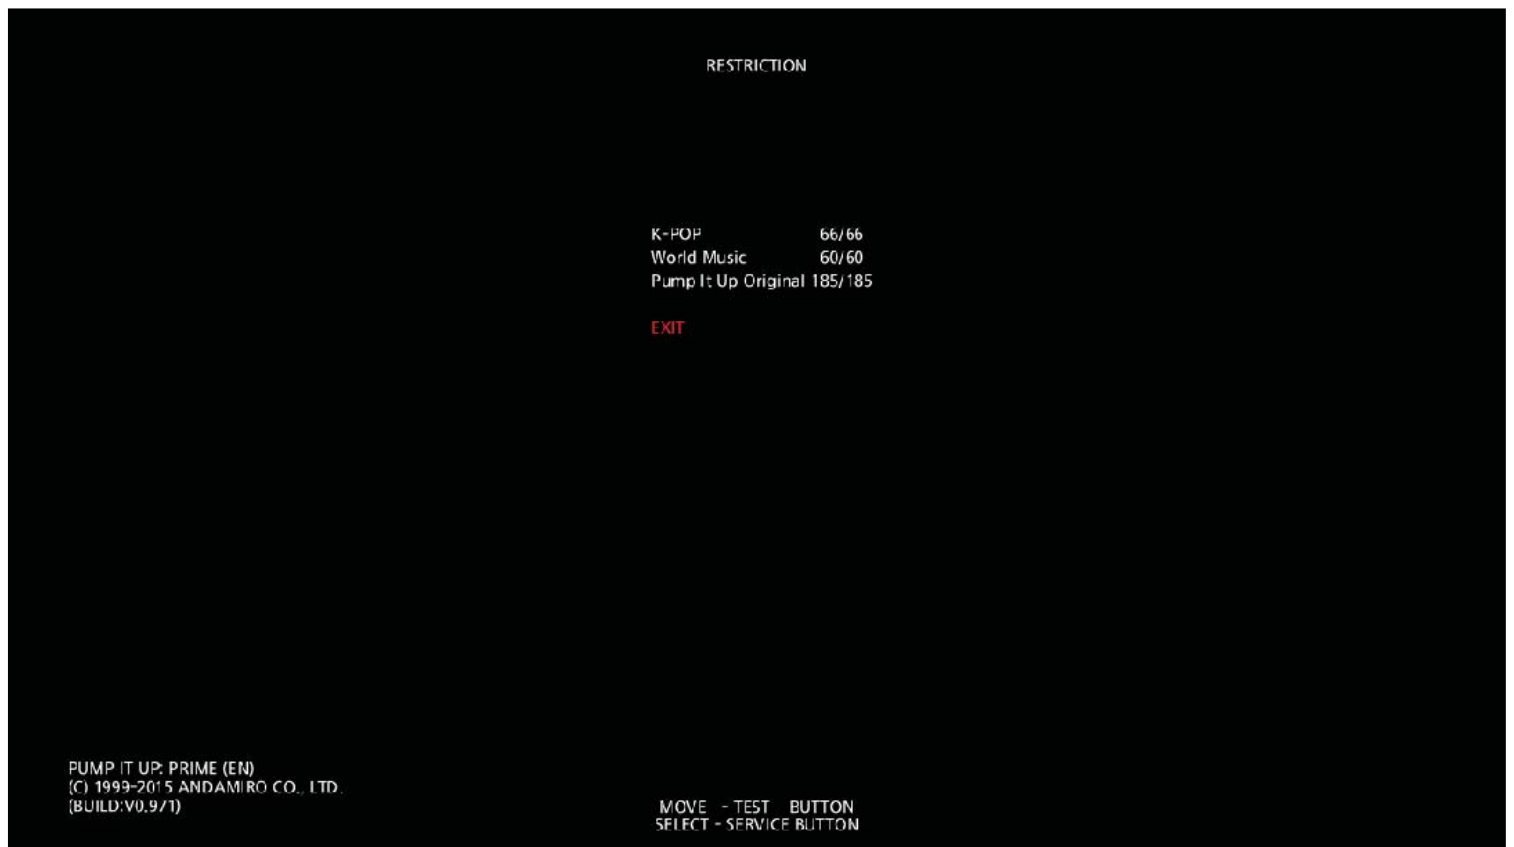 RESTRICTION
K-POP 66/66
World Music 60/60
Pump It Up Original 185/185
EXIT
PUMP IT UP: PRIME (EN)
(C) 1999-2015 ANDAMIRO CO., LTD.
(BUILD:V0.971)
MOVE - TEST BUTTON
SELECT - SERVICE BUTTON